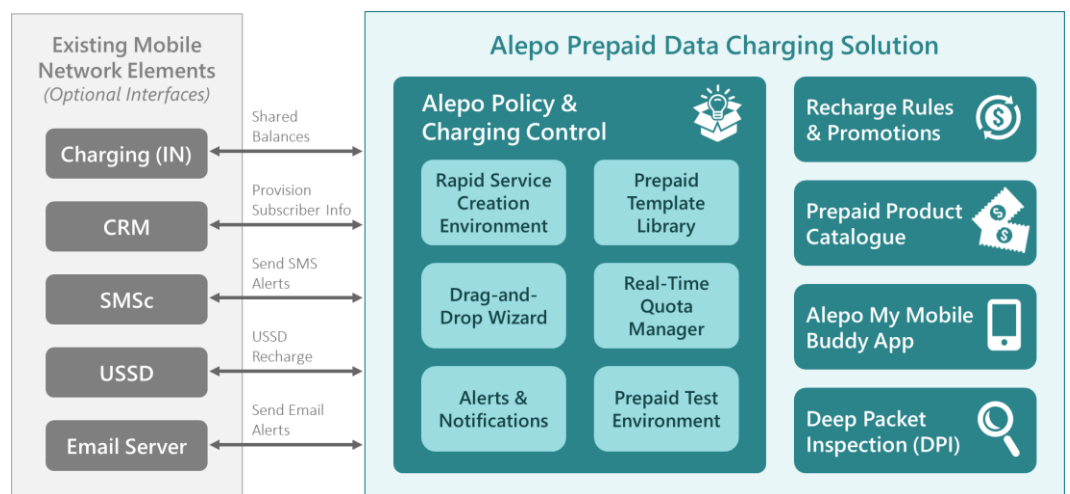 Existing Mobile
Network Elements
(Optional Interfaces)
Charging (IN)
CRM
SMSc
USSD
Email Server
Shared
Balances
Provision
Subscriber Info
Send SMS
Alerts
USSD
Recharge
Send Email
Alerts
Alepo Prepaid Data Charging Solution
Alepo Policy &
Charging Control
Rapid Service
Creation
Environment
Prepaid
Template
Library
Drag-and-
Drop Wizard
Real-Time
Quota
Manager
Alerts &
Notifications
Prepaid Test
Environment
Recharge Rules
& Promotions
$
Prepaid Product
Catalogue
$
$
Alepo My Mobile
Buddy App
Deep Packet
Inspection (DPI)